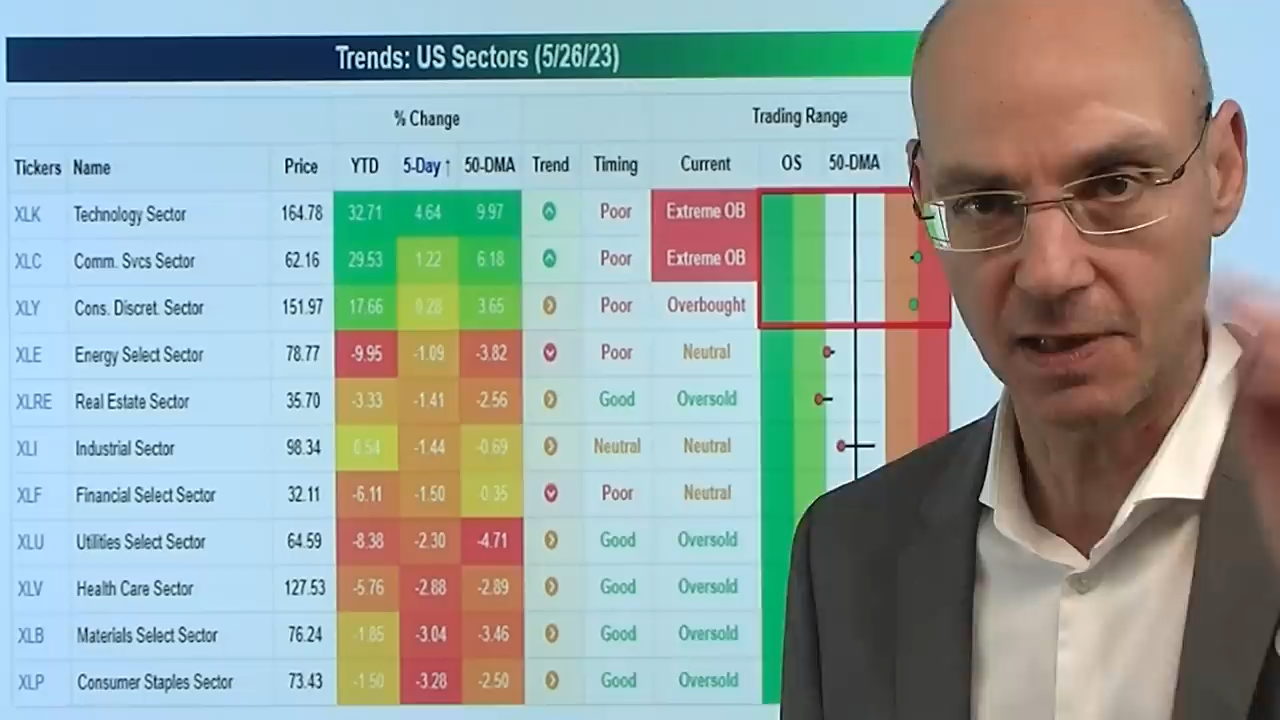 Trends: US Sectors (5/26/23)
% Change Trading Range
Tickers Name Price YTD 5-Day ↑ 50-DMA Trend Timing Current OS 50-DMA
XLK Technology Sector 164.78 32.71 4.64 9.97 Poor Extreme OB
XLC Comm. Svcs Sector 62.16 29.53 1.22 6.18 Poor Extreme OB
XLY Cons. Discret. Sector 151.97 17.66 0.28 3.65 Poor Overbought
XLE Energy Select Sector 78.77 -9.95 -1.09 -3.82 Poor Neutral
XLRE Real Estate Sector 35.70 -3.33 -1.41 -2.56 Good Oversold
XLI Industrial Sector 98.34 0.54 -1.44 -0.69 Neutral Neutral
XLF Financial Select Sector 32.11 -6.11 -1.50 -0.35 Poor Neutral
XLU Utilities Select Sector 64.59 -8.38 -2.30 -4.71 Good Oversold
XLV Health Care Sector 127.53 -5.76 -2.88 -2.89 Good Oversold
XLB Materials Select Sector 76.24 -1.85 -3.04 -3.46 Good Oversold
XLP Consumer Staples Sector 73.43 -1.50 -3.28 -2.50 Good Oversold